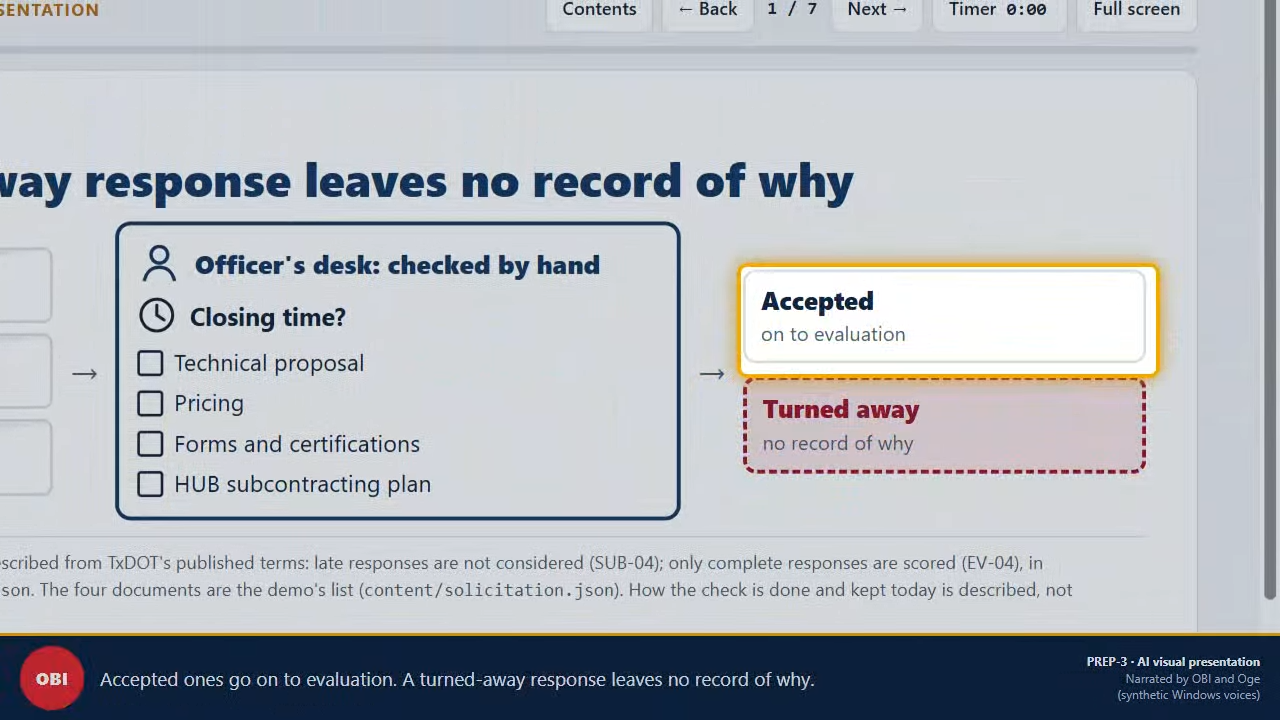 SENTATION
Contents
← Back
1 / 7
Next →
Timer 0:00
Full screen
way response leaves no record of why
Officer's desk: checked by hand
Closing time?
Technical proposal
Pricing
Forms and certifications
HUB subcontracting plan
→
→
Accepted
on to evaluation
Turned away
no record of why
scribed from TxDOT's published terms: late responses are not considered (SUB-04); only complete responses are scored (EV-04), in
son. The four documents are the demo's list (content/solicitation.json). How the check is done and kept today is described, not
OBI
Accepted ones go on to evaluation. A turned-away response leaves no record of why.
PREP-3 · AI visual presentation
Narrated by OBI and Oge
(synthetic Windows voices)